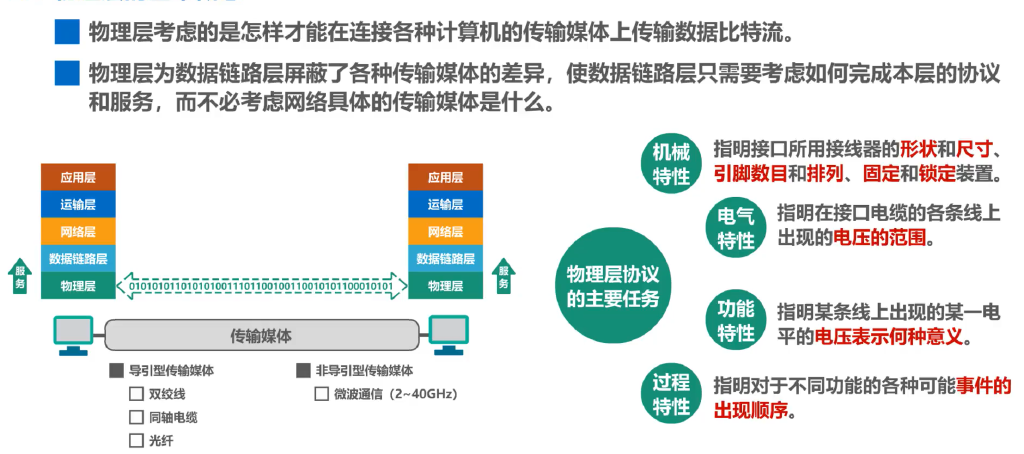 物理层考虑的是怎样才能在连接各种计算机的传输媒体上传输数据比特流。
物理层为数据链路层屏蔽了各种传输媒体的差异，使数据链路层只需要考虑如何完成本层的协议
和服务，而不必考虑网络具体的传输媒体是什么。
应用层
运输层
网络层
数据链路层
物理层
服务
应用层
运输层
网络层
数据链路层
物理层
服务
传输媒体
导引型传输媒体
双绞线
同轴电缆
光纤
非导引型传输媒体
微波通信（2~40GHz）
物理层协议
的主要任务
机械
特性
指明接口所用接线器的形状和尺寸、
引脚数目和排列、固定和锁定装置。
电气
特性
指明在接口电缆的各条线上
出现的电压的范围。
功能
特性
指明某条线上出现的某一电
平的电压表示何种意义。
过程
特性
指明对于不同功能的各种可能事件的
出现顺序。